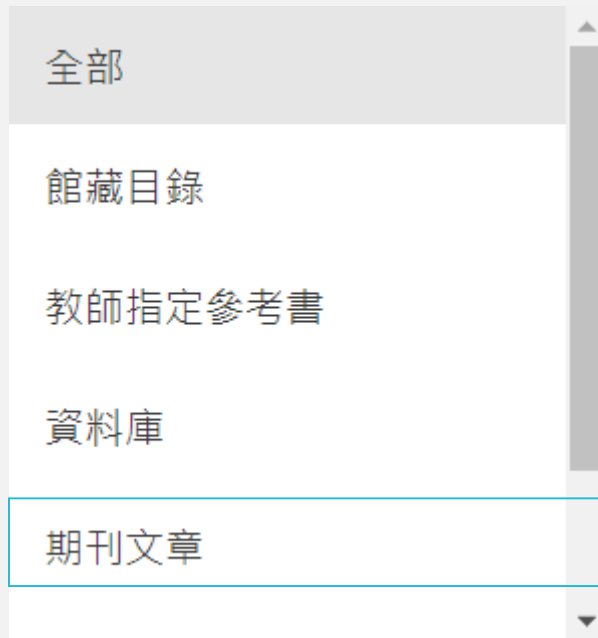 全部
館藏目錄
教師指定參考書
資料庫
期刊文章